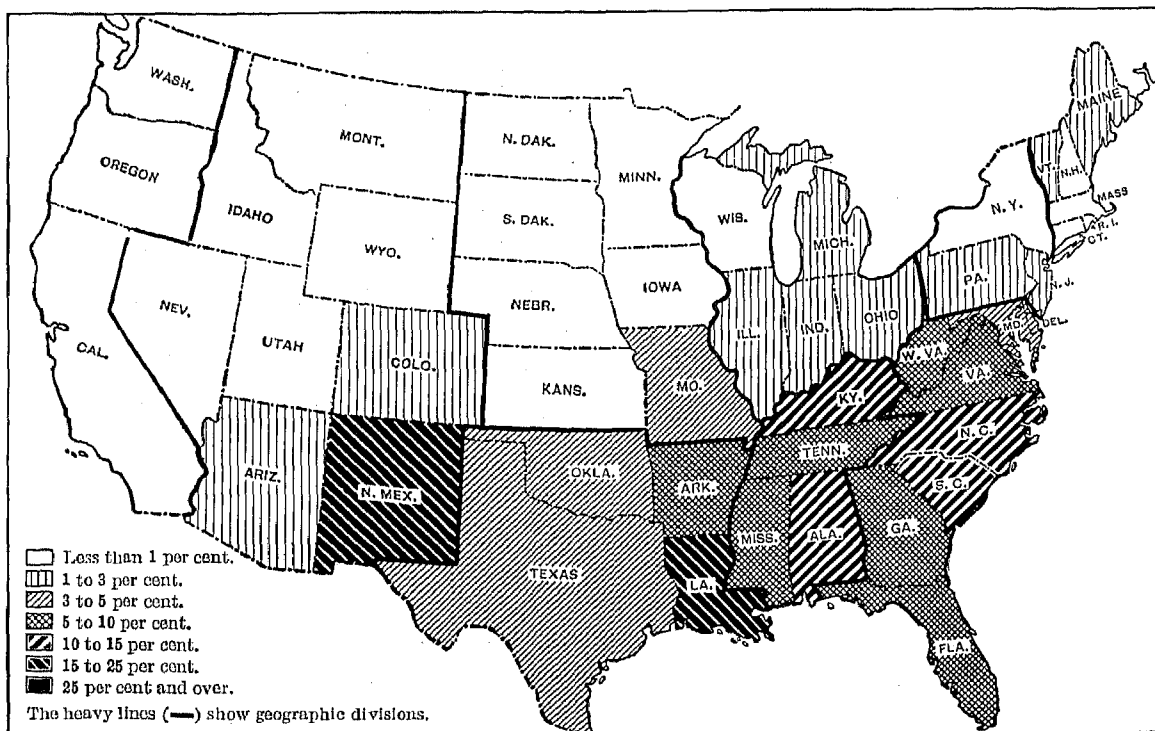 WASH.
MONT.
N. DAK.
MINN.
OREGON
IDAHO
S. DAK.
WIS.
MICH.
WYO.
NEBR.
IOWA
NEV.
UTAH
COLO.
CAL.
KANS.
MO.
ILL.
IND.
OHIO
PA.
N.Y.
VT.
N.H.
MAINE
MASS
R.I.
CT.
N.J.
DEL.
MD.
W. VA.
VA.
KY.
N.C.
TENN.
S.C.
ARIZ.
N. MEX.
OKLA.
ARK.
TEXAS
LA.
MISS.
ALA.
GA.
FLA.
Less than 1 per cent.
1 to 3 per cent.
3 to 5 per cent.
5 to 10 per cent.
10 to 15 per cent.
15 to 25 per cent.
25 per cent and over.
The heavy lines (—) show geographic divisions.